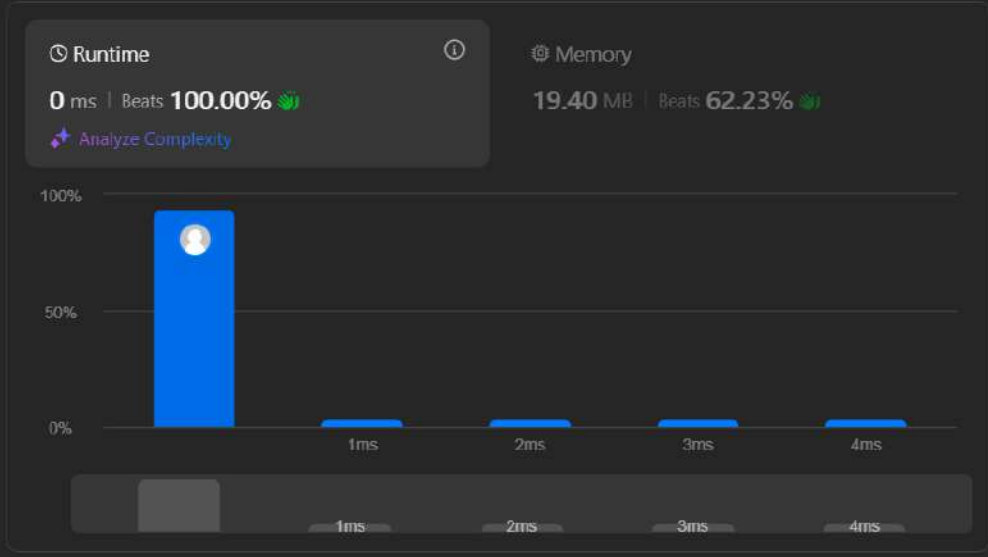 Runtime
0 ms | Beats 100.00%
Analyze Complexity
Memory
19.40 MB | Beats 62.23%
100%
50%
0%
1ms 2ms 3ms 4ms
1ms 2ms 3ms 4ms